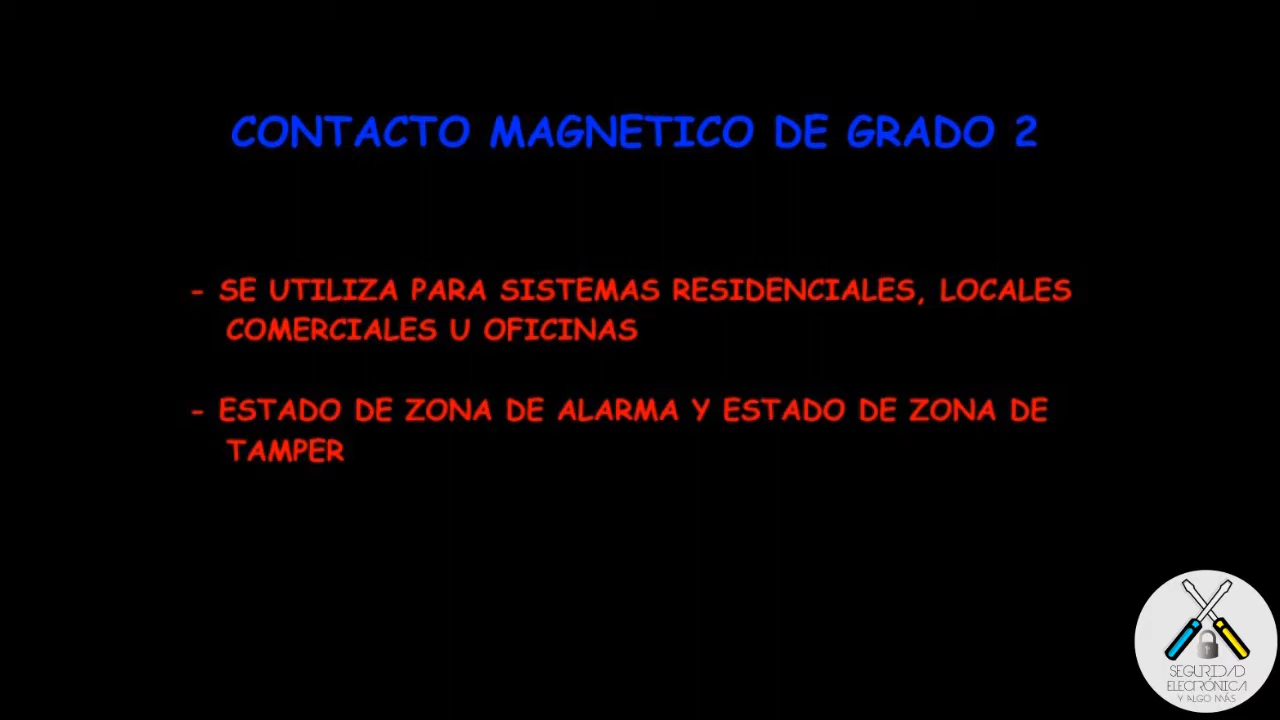 CONTACTO MAGNETICO DE GRADO 2
- SE UTILIZA PARA SISTEMAS RESIDENCIALES, LOCALES
COMERCIALES U OFICINAS
- ESTADO DE ZONA DE ALARMA Y ESTADO DE ZONA DE
TAMPER
SEGURIDAD
ELECTRÓNICA
Y ALGO MÁS